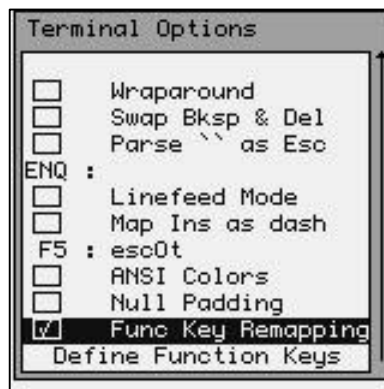 Terminal Options
Wraparound
Swap Bksp & Del
Parse `` as Esc
ENQ :
Linefeed Mode
Map Ins as dash
F5 : escOt
ANSI Colors
Null Padding
Func Key Remapping
Define Function Keys